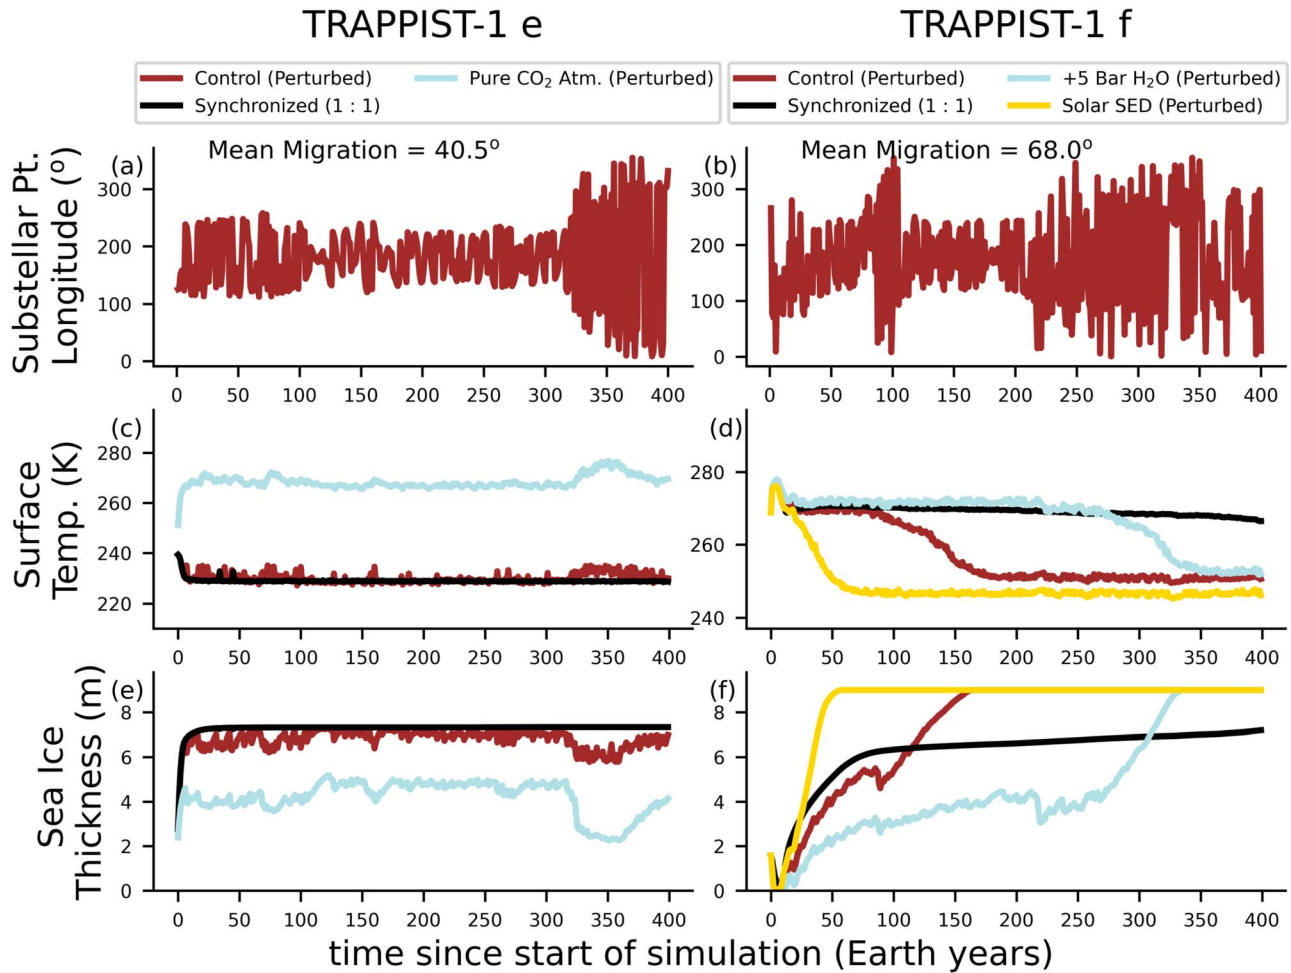 TRAPPIST-1 e
TRAPPIST-1 f
Control (Perturbed)
Pure CO₂ Atm. (Perturbed)
Synchronized (1 : 1)
Control (Perturbed)
+5 Bar H₂O (Perturbed)
Synchronized (1 : 1)
Solar SED (Perturbed)
Substellar Pt.
Longitude (º)
(a)
Mean Migration = 40.5º
300
200
100
0
0 50 100 150 200 250 300 350 400
(b)
Mean Migration = 68.0º
300
200
100
0
0 50 100 150 200 250 300 350 400
Surface
Temp. (K)
(c)
280
260
240
220
0 50 100 150 200 250 300 350 400
(d)
280
260
240
0 50 100 150 200 250 300 350 400
Sea Ice
Thickness (m)
(e)
8
6
4
2
0
0 50 100 150 200 250 300 350 400
(f)
8
6
4
2
0
0 50 100 150 200 250 300 350 400
time since start of simulation (Earth years)